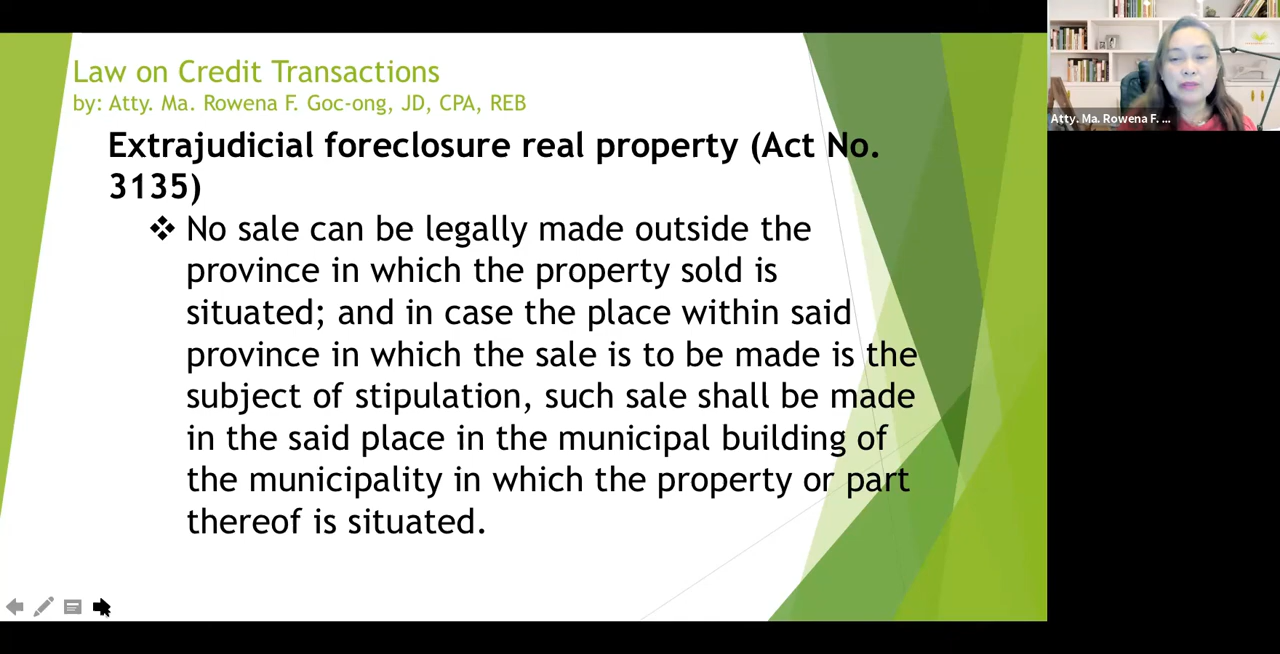 Law on Credit Transactions
by: Atty. Ma. Rowena F. Goc-ong, JD, CPA, REB
Extrajudicial foreclosure real property (Act No.
3135)
❖ No sale can be legally made outside the
province in which the property sold is
situated; and in case the place within said
province in which the sale is to be made is the
subject of stipulation, such sale shall be made
in the said place in the municipal building of
the municipality in which the property or part
thereof is situated.
Atty. Ma. Rowena F. ...